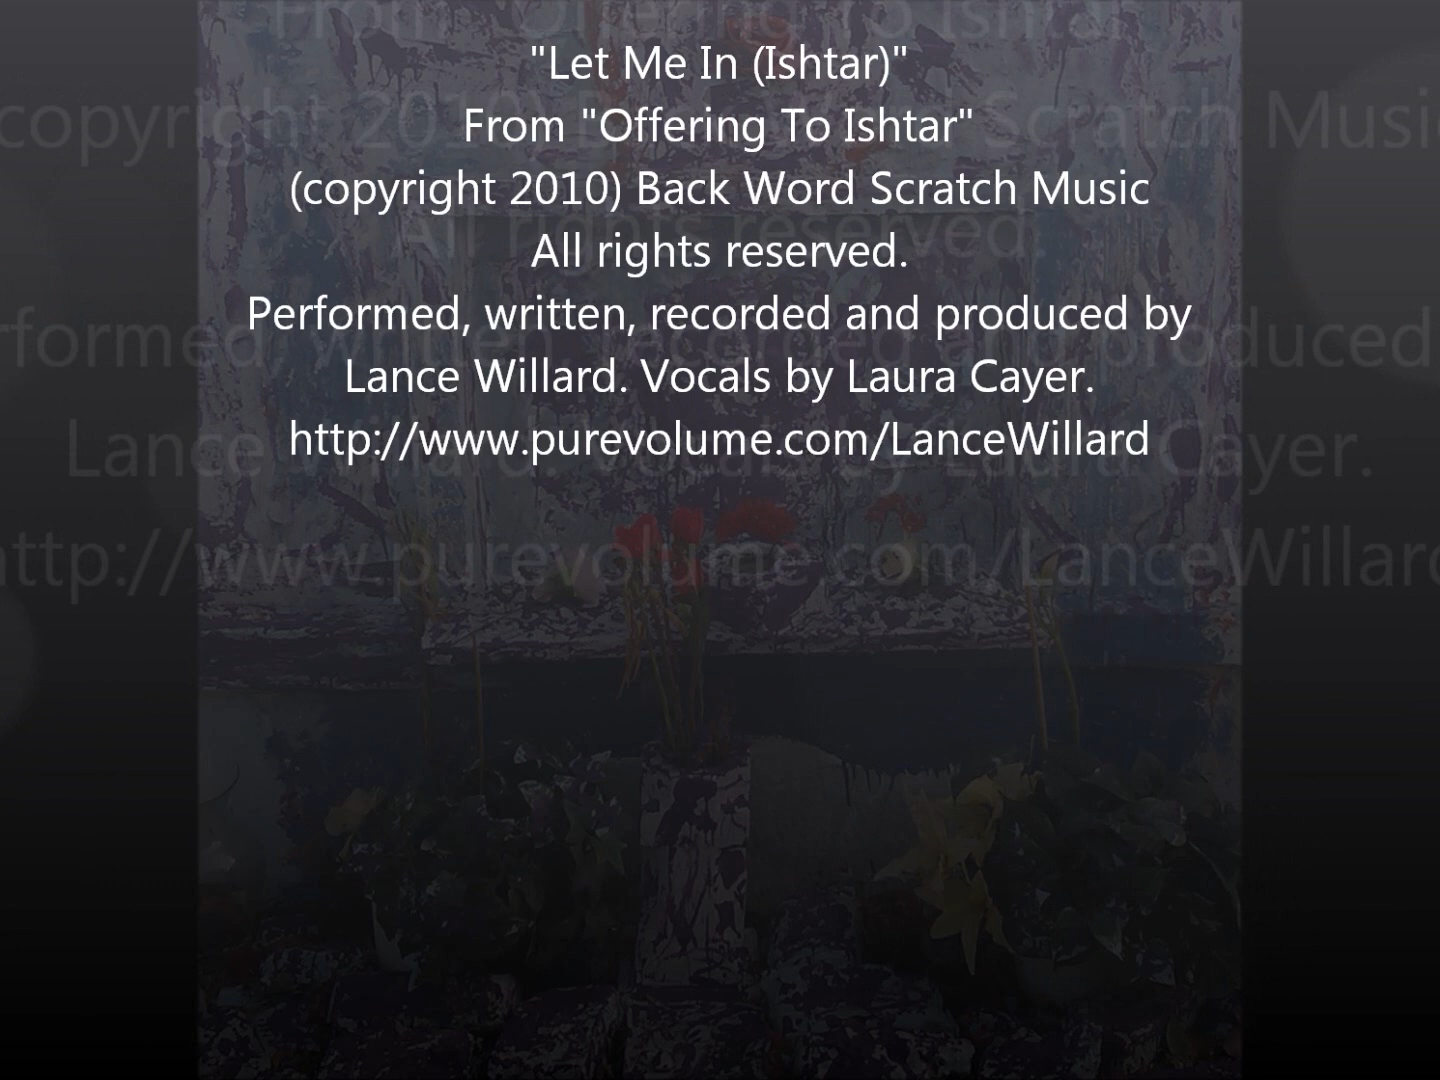 "Let Me In (Ishtar)"
From "Offering To Ishtar"
(copyright 2010) Back Word Scratch Music
All rights reserved.
Performed, written, recorded and produced by
Lance Willard. Vocals by Laura Cayer.
http://www.purevolume.com/LanceWillard